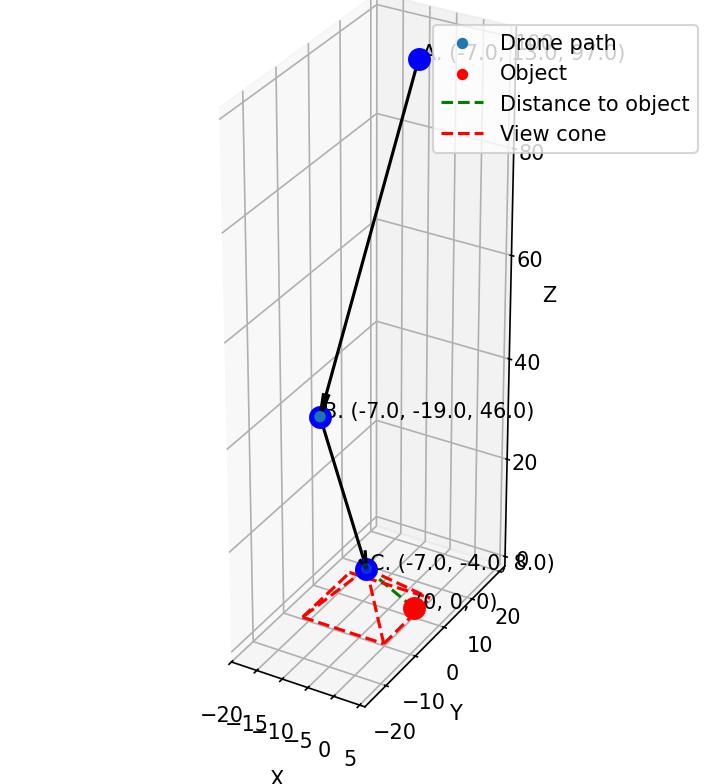 A. (-7.0, 13.0, 97.0)
Drone path
Object
Distance to object
View cone
80
60
Z
40
B. (-7.0, -19.0, 46.0)
20
0
C. (-7.0, -4.0, 8.0)
(0, 0, 0)
20
10
0
−10
Y
−20
−20
−15
−10
−5
0
5
X